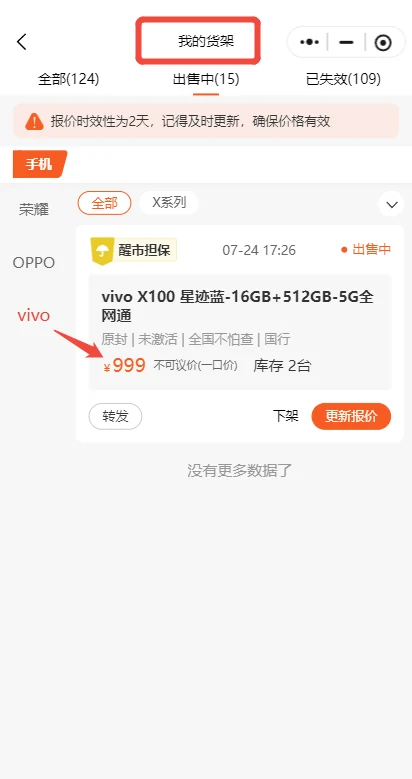 我的货架
全部(124) 出售中(15) 已失效(109)
报价时效性为2天，记得及时更新，确保价格有效
手机
荣耀 全部 X系列
OPPO
vivo
醒市担保 07-24 17:26 出售中
vivo X100 星迹蓝-16GB+512GB-5G全
网通
原封 | 未激活 | 全国不怕查 | 国行
¥999 不可议价(一口价) 库存 2台
转发 下架 更新报价
没有更多数据了